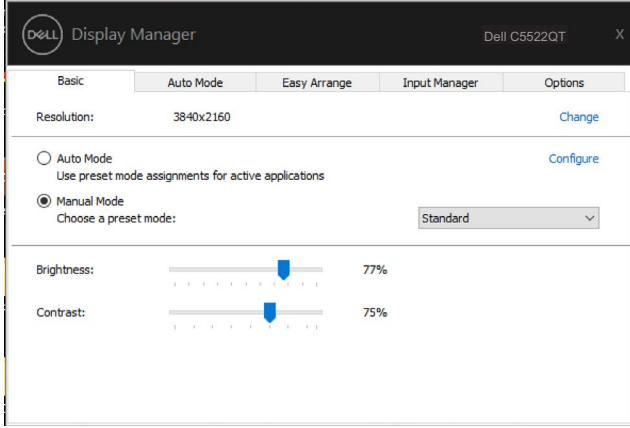 DELL Display Manager Dell C5522QT X
Basic Auto Mode Easy Arrange Input Manager Options
Resolution: 3840x2160 Change
Auto Mode Configure
Use preset mode assignments for active applications
Manual Mode
Choose a preset mode: Standard
Brightness: 77%
Contrast: 75%